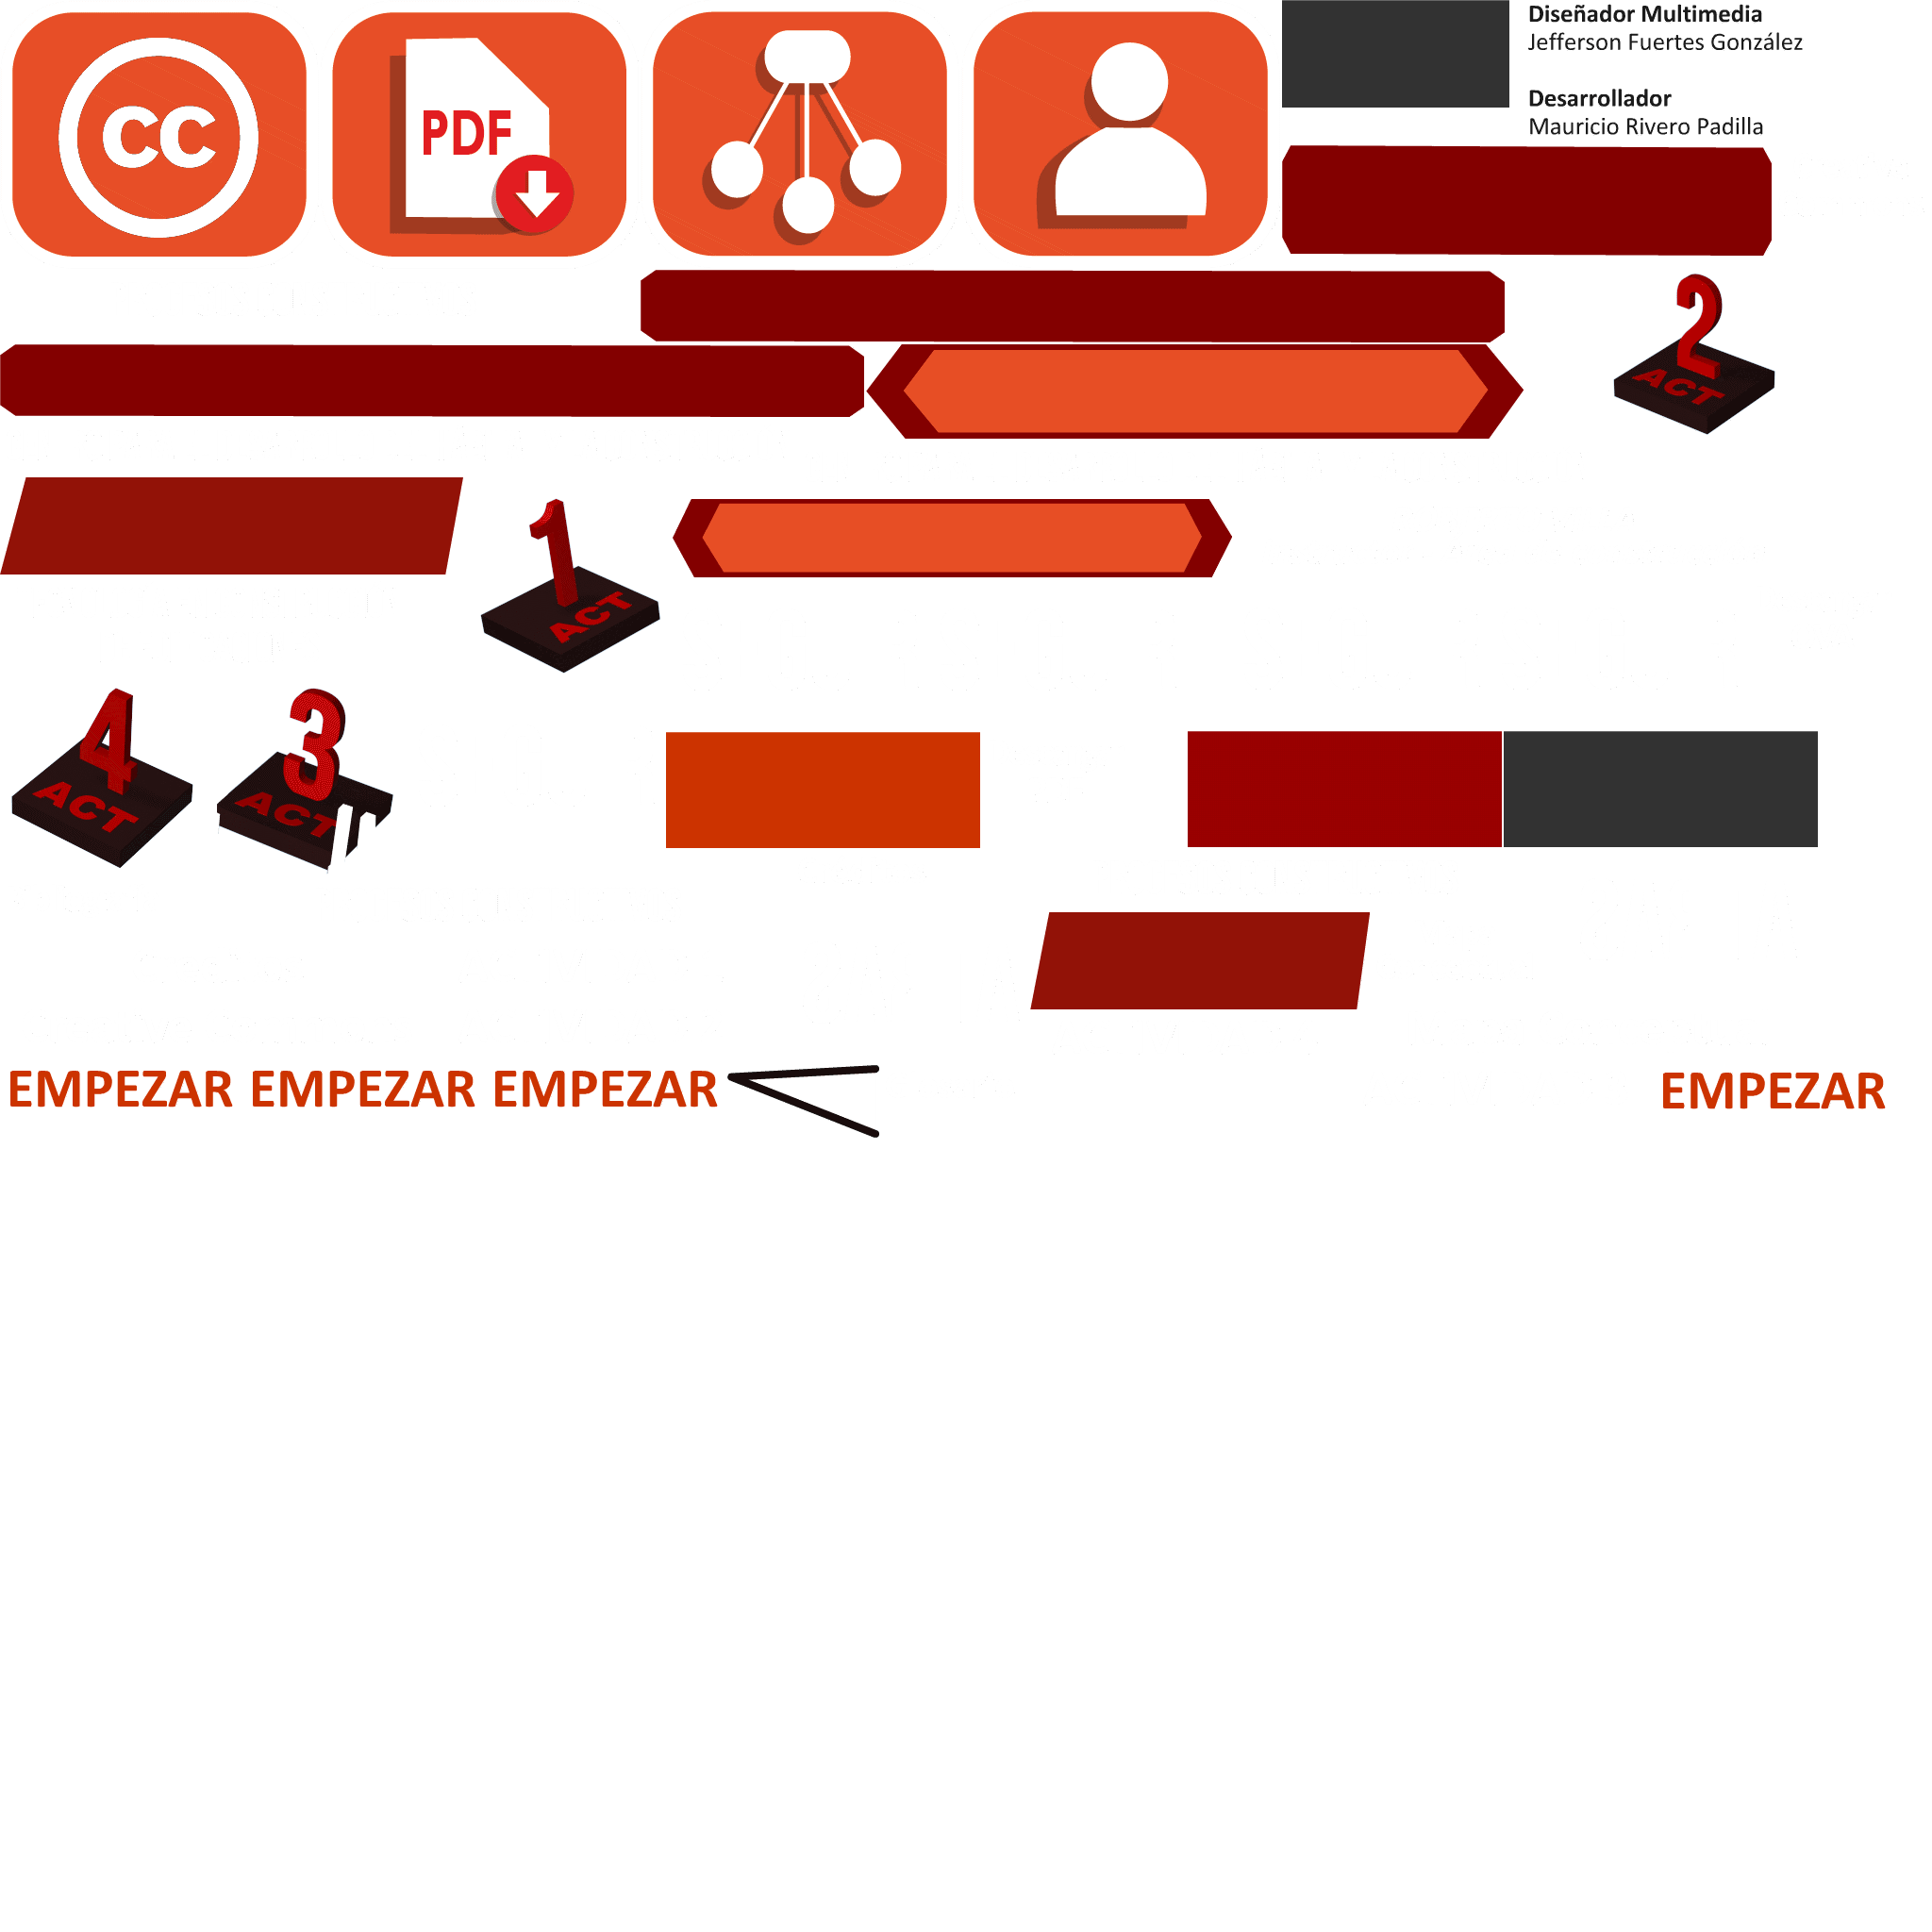 CC
PDF
Diseñador Multimedia
Jefferson Fuertes González
Desarrollador
Mauricio Rivero Padilla
2
ACT
1
ACT
4
ACT
3
ACT
EMPEZAR EMPEZAR EMPEZAR
EMPEZAR